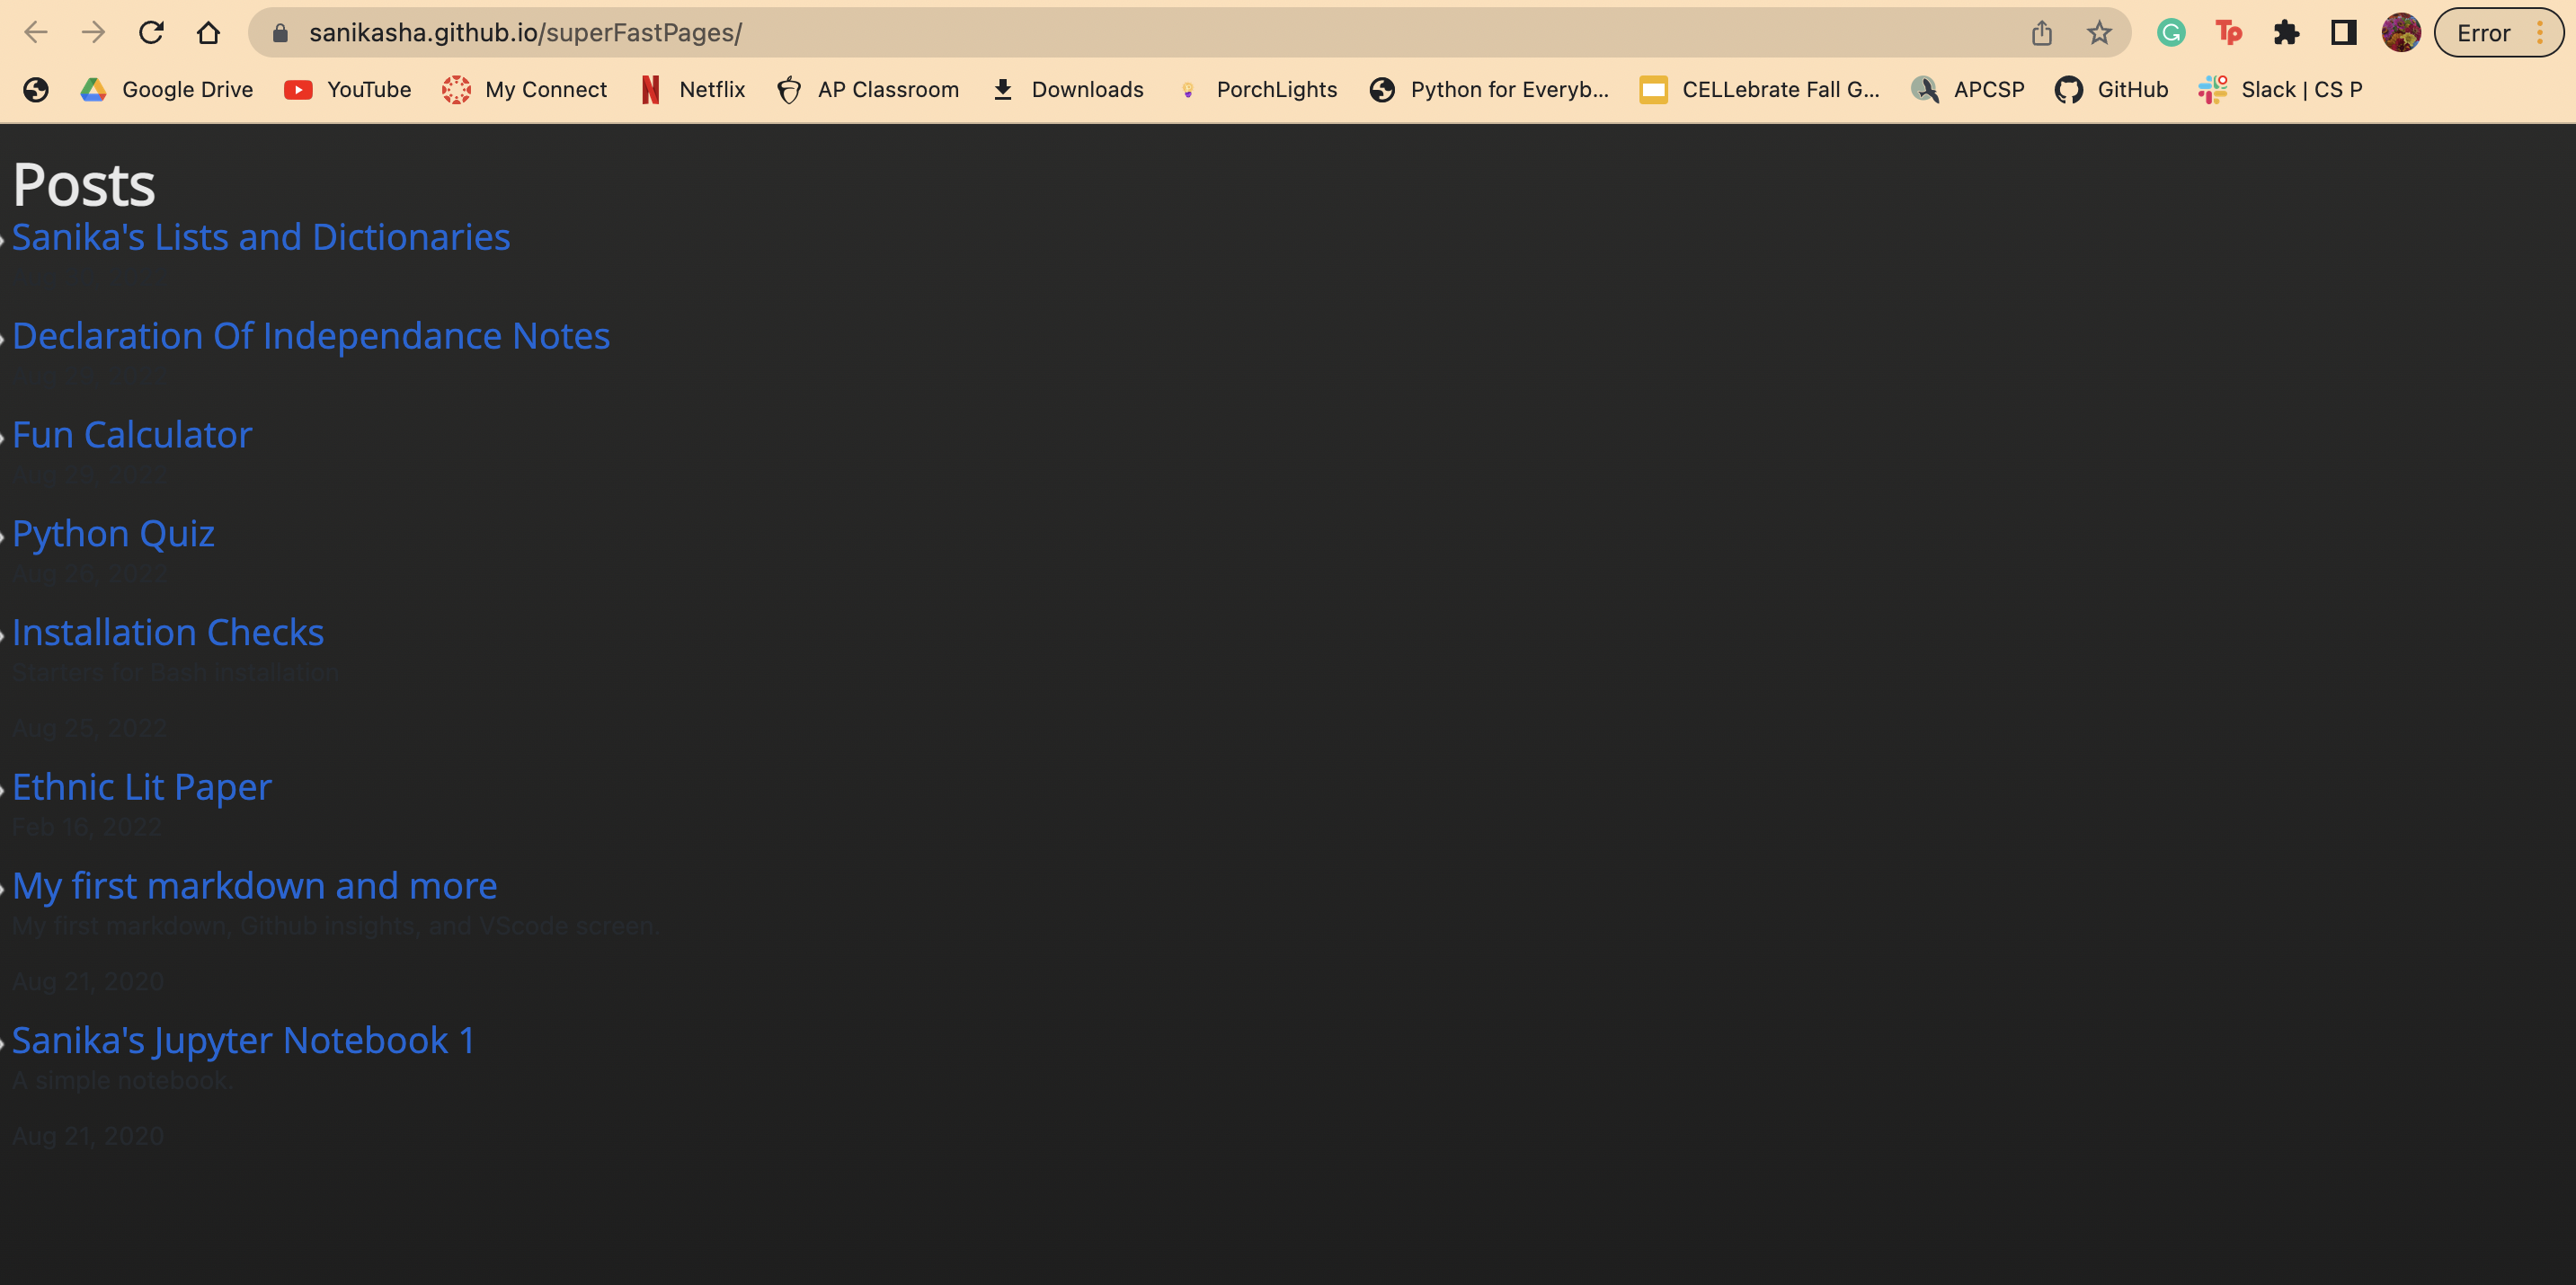 sanikasha.github.io/superFastPages/
Error
Google Drive YouTube My Connect Netflix AP Classroom Downloads PorchLights Python for Everyb... CELLebrate Fall G... APCSP GitHub Slack | CS P
Posts
Sanika's Lists and Dictionaries
Declaration Of Independance Notes
Fun Calculator
Python Quiz
Aug 26, 2022
Installation Checks
Starters for Bash installation
Aug 25, 2022
Ethnic Lit Paper
Feb 16, 2022
My first markdown and more
My first markdown, Github insights, and VScode screen.
Aug 21, 2020
Sanika's Jupyter Notebook 1
A simple notebook.
Aug 21, 2020